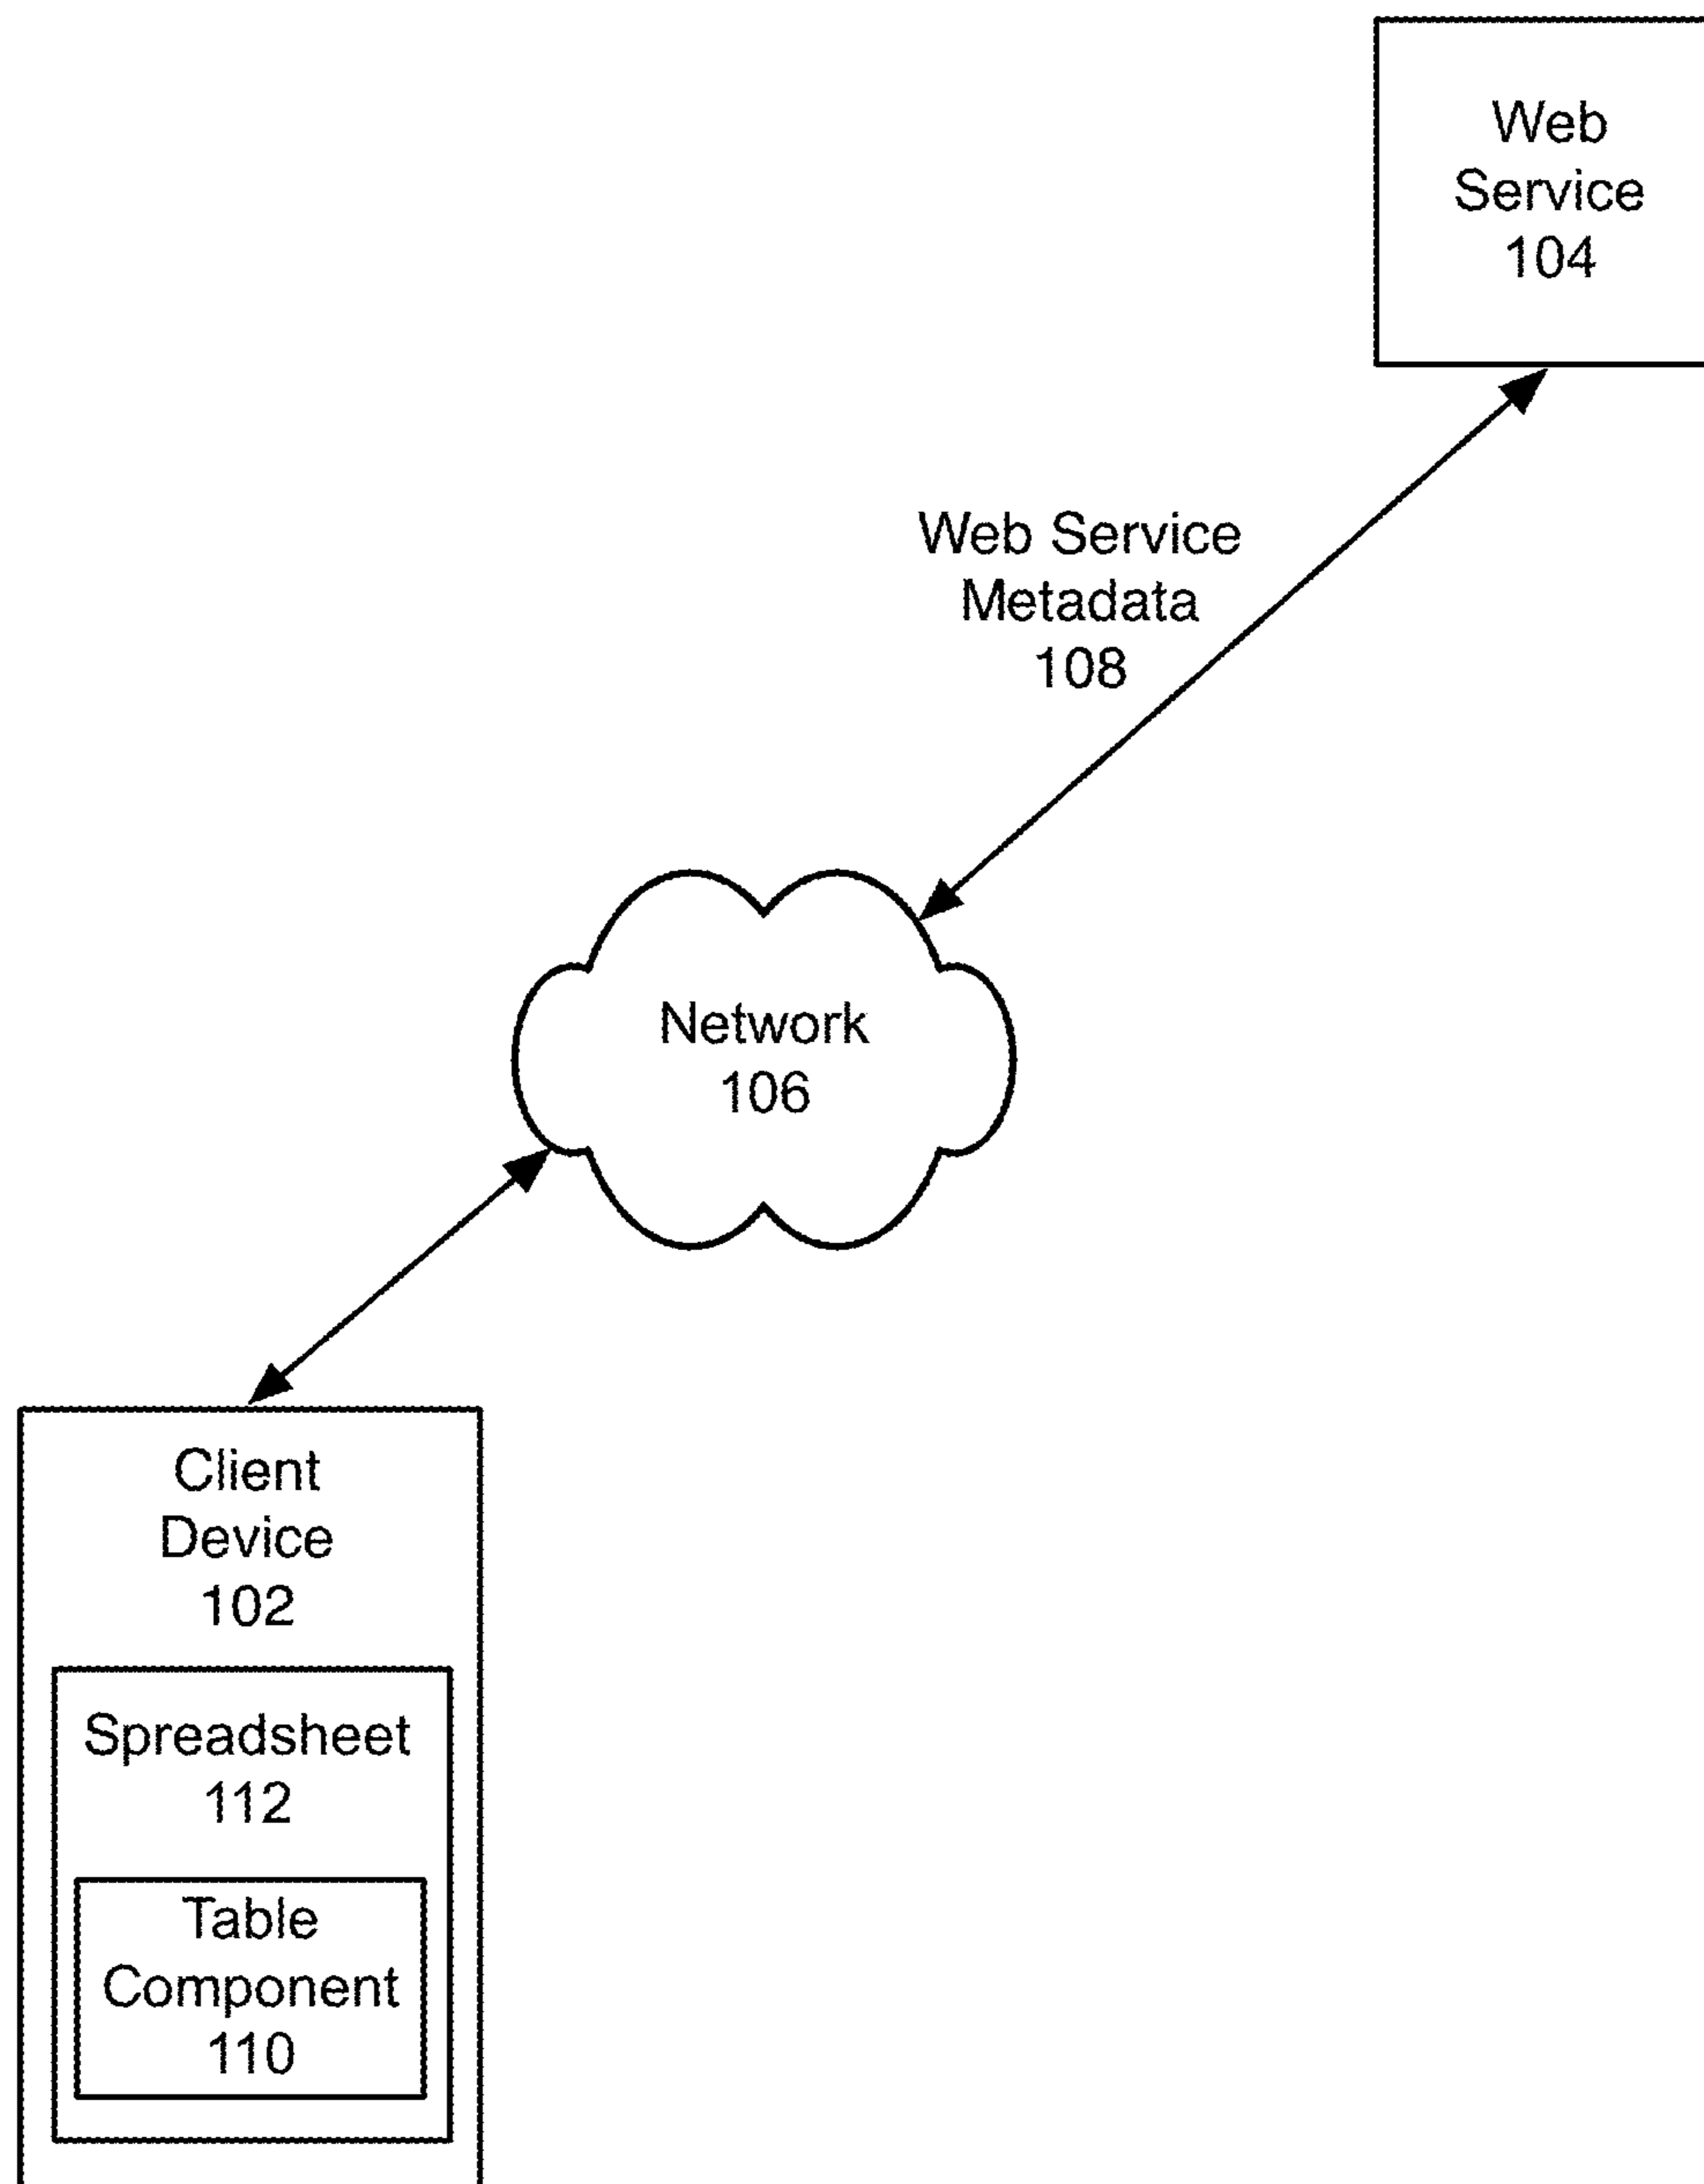 Web
Service
104
Web Service
Metadata
108
Network
106
Client
Device
102
Spreadsheet
112
Table
Component
110